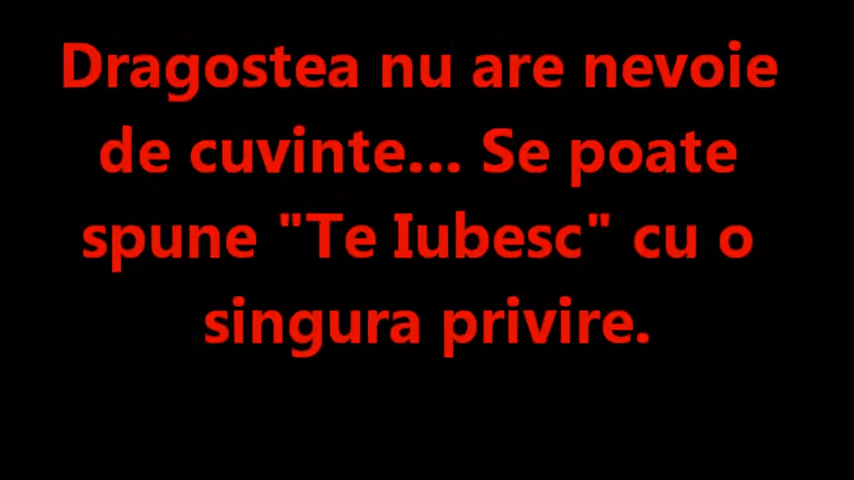 Dragostea nu are nevoie
de cuvinte... Se poate
spune "Te Iubesc" cu o
singura privire.